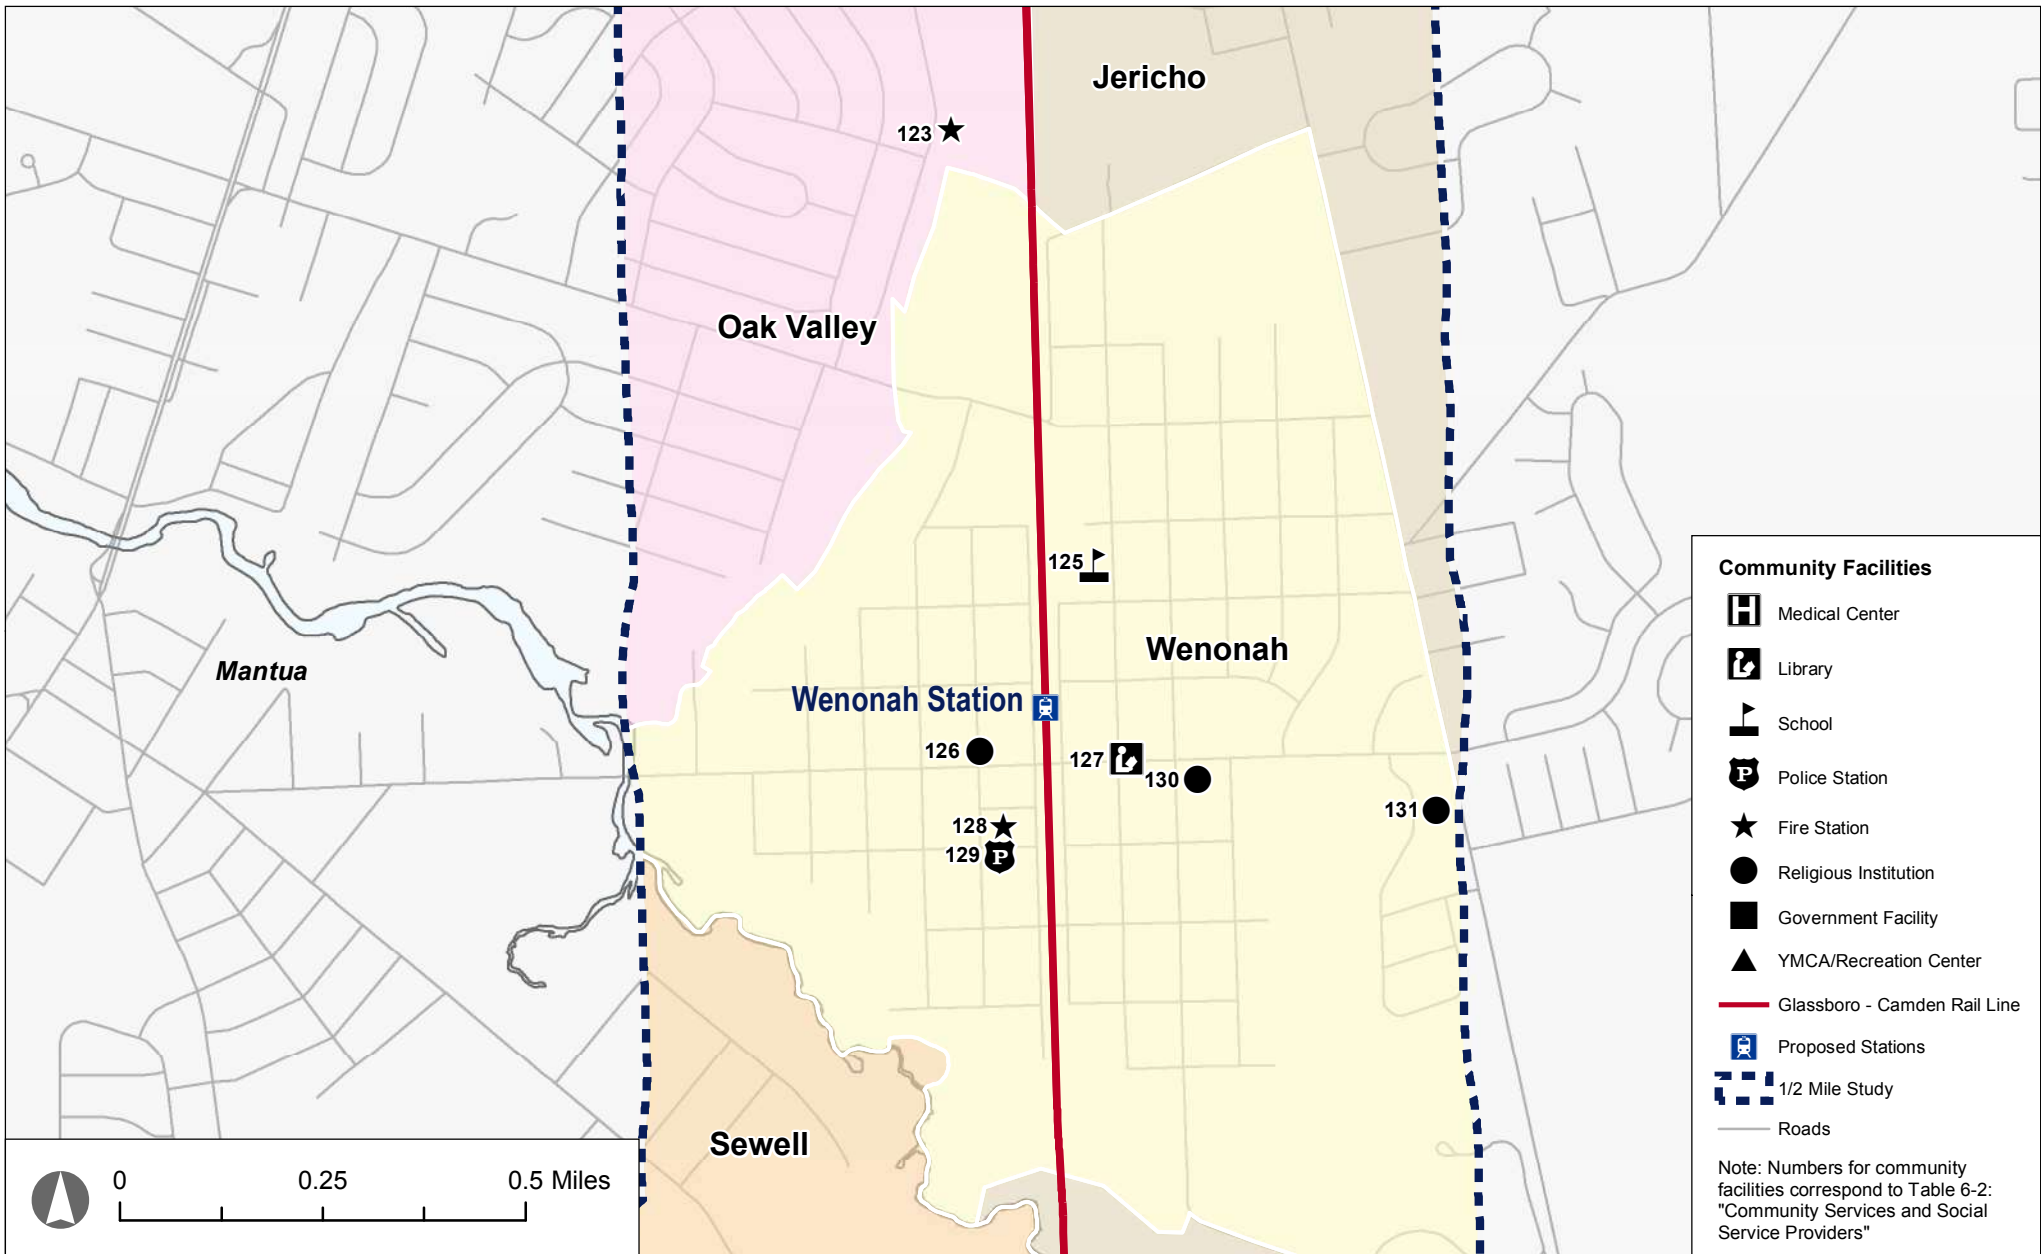 Jericho
123
Oak Valley
125
Wenonah
Mantua
Wenonah Station
126
127
130
131
128
129
P
Sewell
0 0.25 0.5 Miles
Community Facilities
H Medical Center
Library
School
P Police Station
Fire Station
Religious Institution
Government Facility
YMCA/Recreation Center
Glassboro - Camden Rail Line
Proposed Stations
1/2 Mile Study
Roads
Note: Numbers for community
facilities correspond to Table 6-2:
"Community Services and Social
Service Providers"